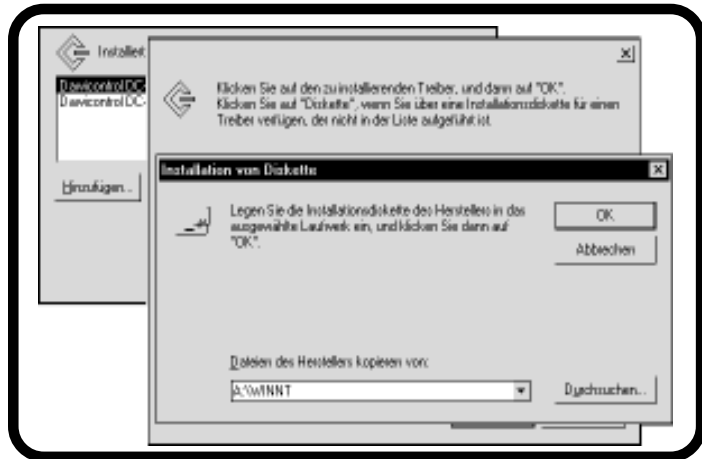 Installiert
Dawicontrol DC-
Dawicontrol DC-
Hinzufügen...
Klicken Sie auf den zu installierenden Treiber, und dann auf "OK".
Klicken Sie auf "Diskette", wenn Sie über eine Installationsdiskette für einen
Treiber verfügen, der nicht in der Liste aufgeführt ist.
Installation von Diskette
Legen Sie die Installationsdiskette des Herstellers in das
ausgewählte Laufwerk ein, und klicken Sie dann auf
"OK".
OK
Abbrechen
Dateien des Herstellers kopieren von:
A:\WINNT
Durchsuchen...